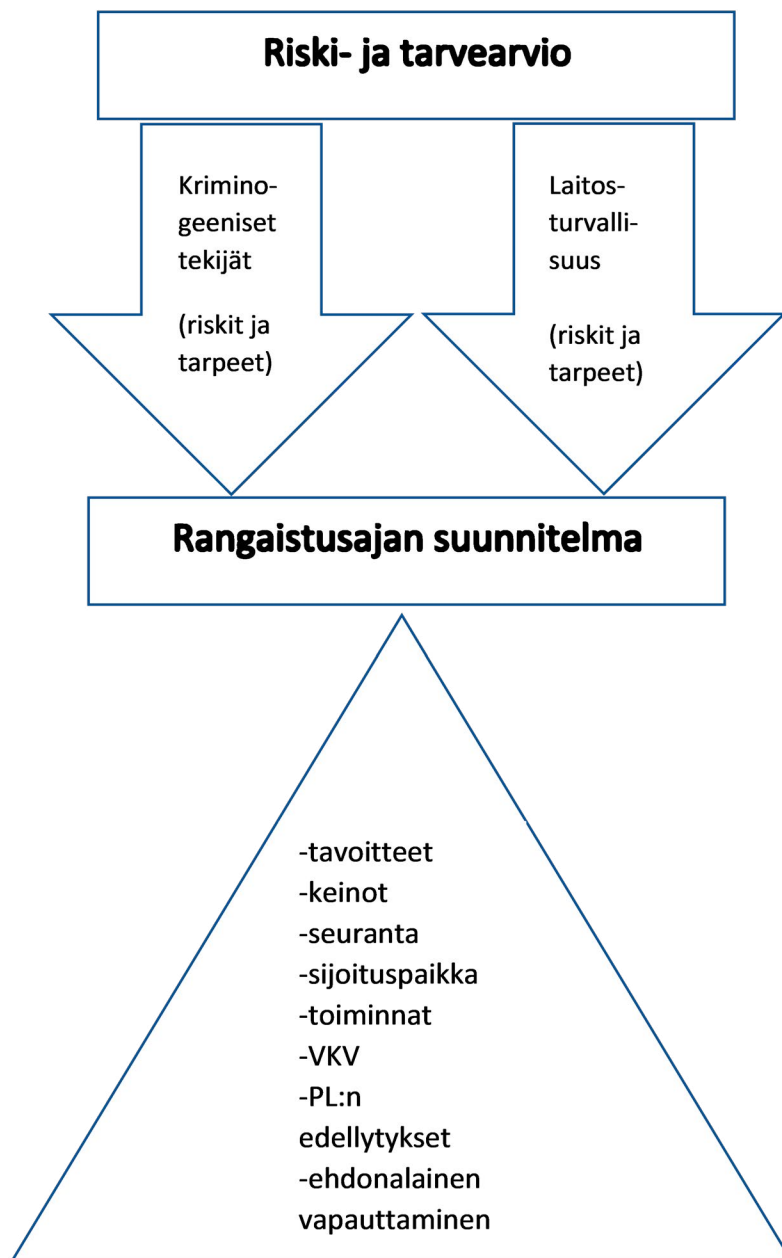 Riski- ja tarvearvio
Krimino-
geeniset
tekijät
(riskit ja
tarpeet)
Laitos-
turvalli-
suus
(riskit ja
tarpeet)
Rangaistusajan suunnitelma
-tavoitteet
-keinot
-seuranta
-sijoituspaikka
-toiminnat
-VKV
-PL:n
edellytykset
-ehdonalainen
vapauttaminen